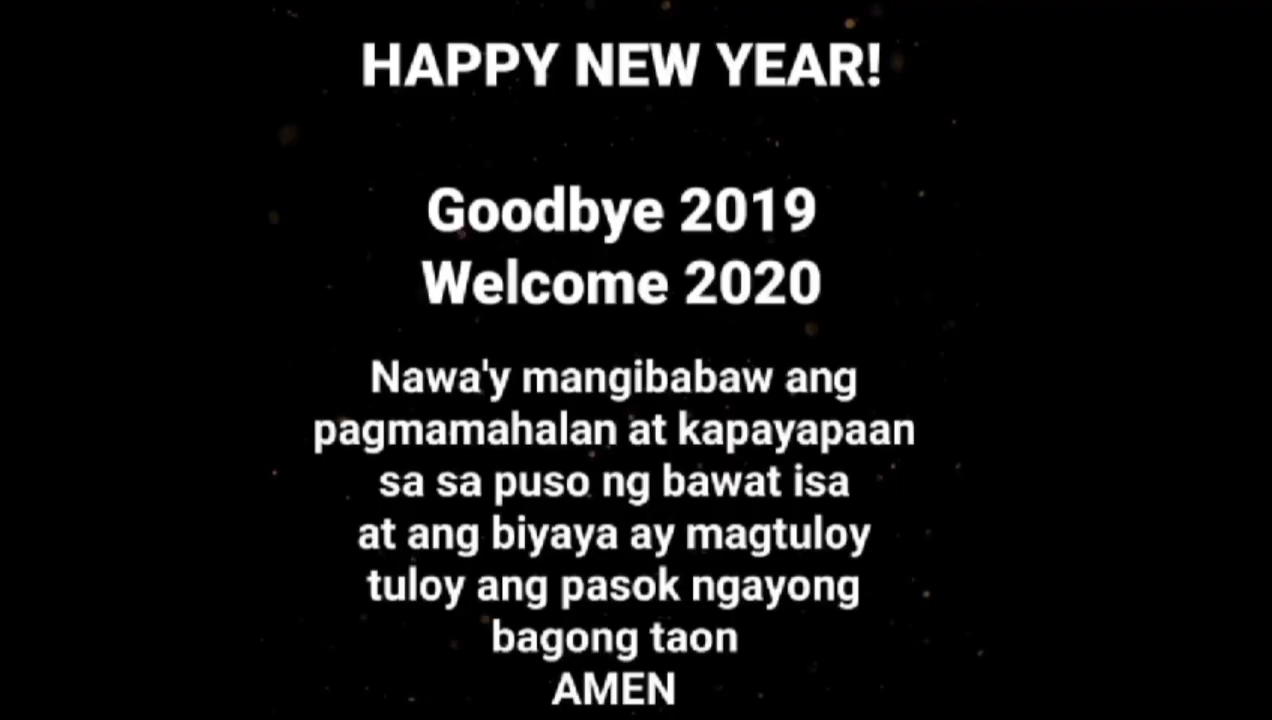 HAPPY NEW YEAR!
Goodbye 2019
Welcome 2020
Nawa'y mangibabaw ang
pagmamahalan at kapayapaan
sa sa puso ng bawat isa
at ang biyaya ay magtuloy
tuloy ang pasok ngayong
bagong taon
AMEN